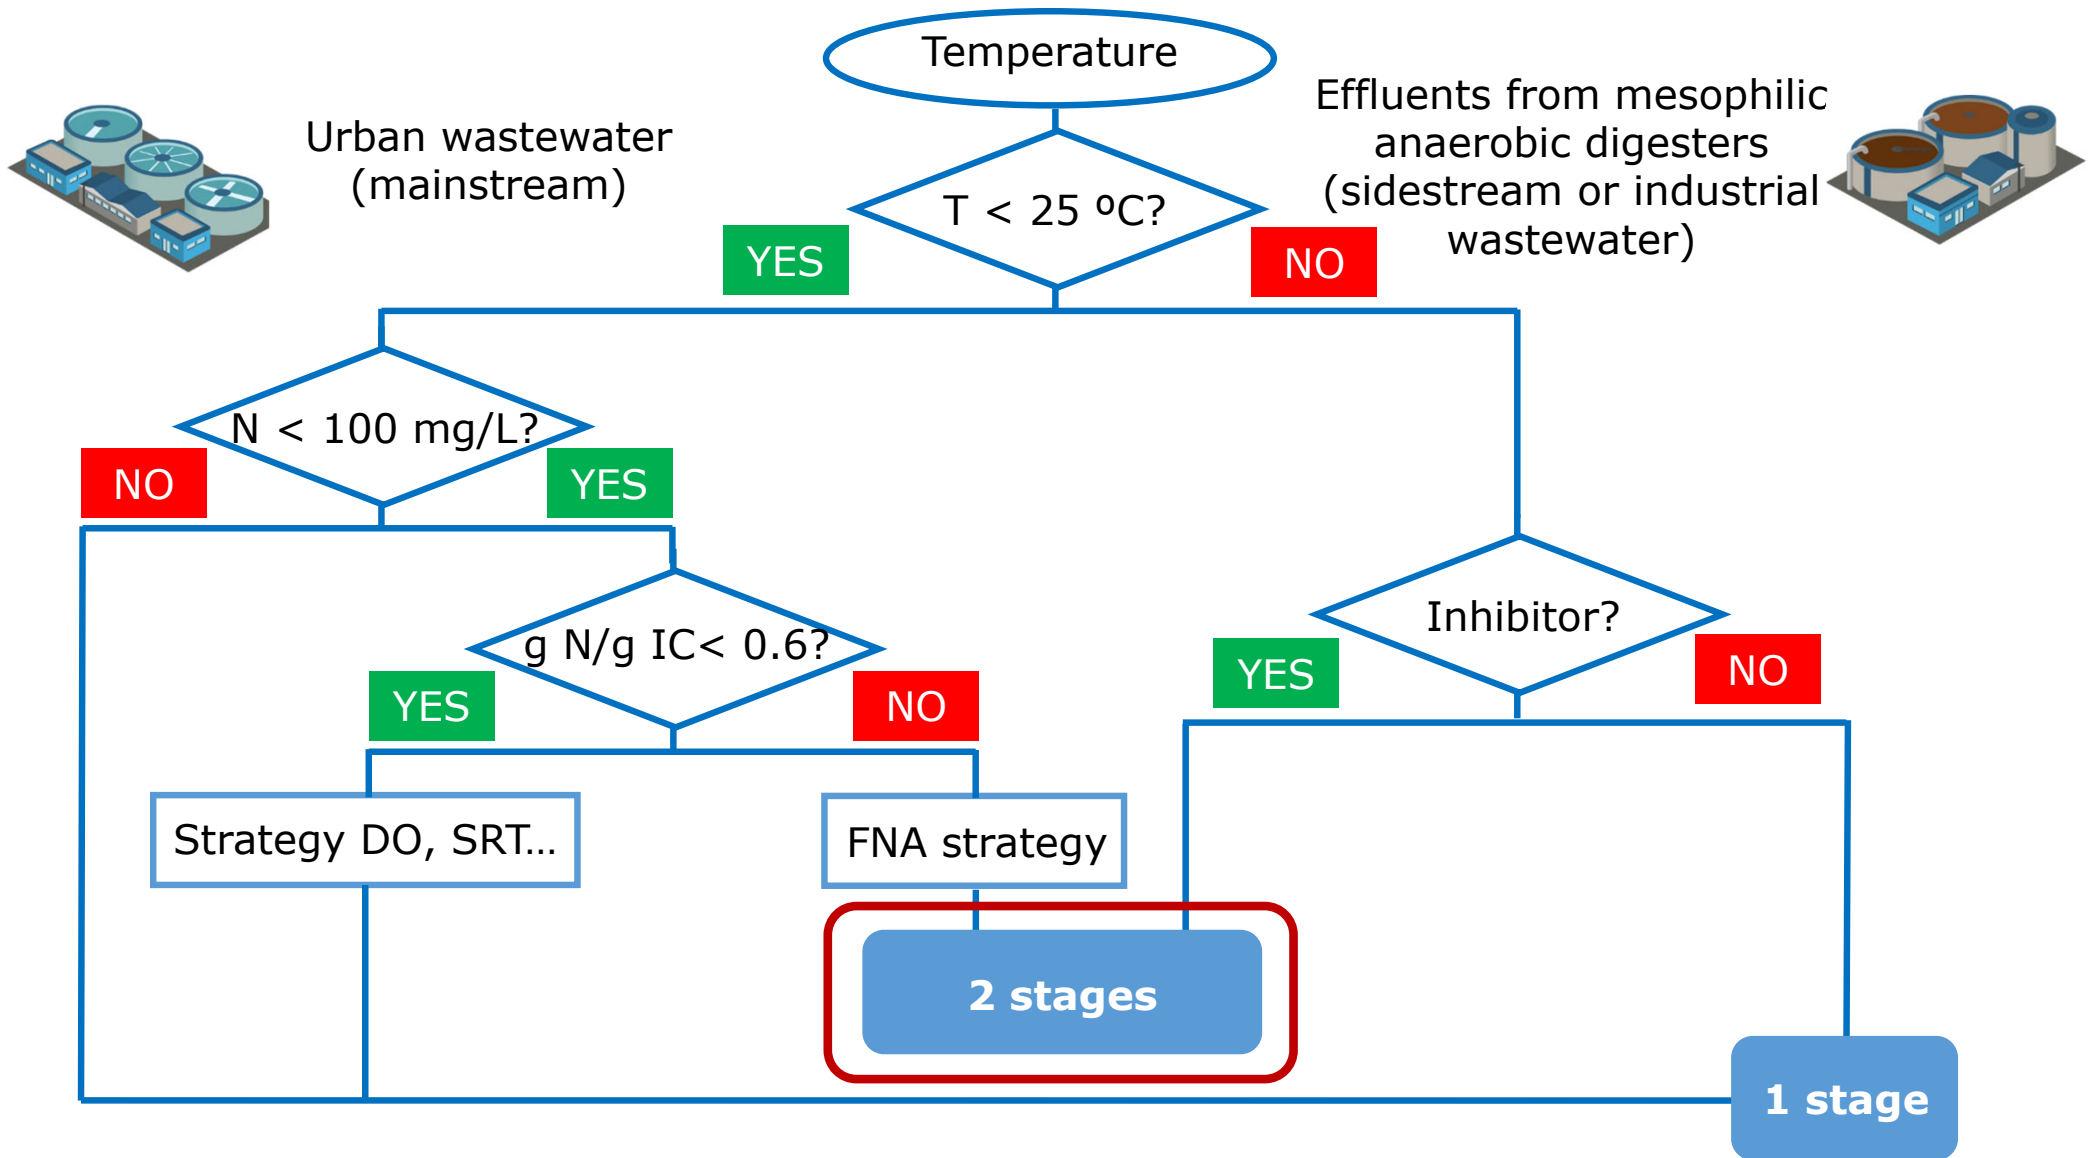 Temperature
Urban wastewater
(mainstream)
Effluents from mesophilic
anaerobic digesters
(sidestream or industrial
wastewater)
T < 25 ºC?
YES
NO
N < 100 mg/L?
NO
YES
g N/g IC< 0.6?
YES
NO
Inhibitor?
YES
NO
Strategy DO, SRT...
FNA strategy
2 stages
1 stage